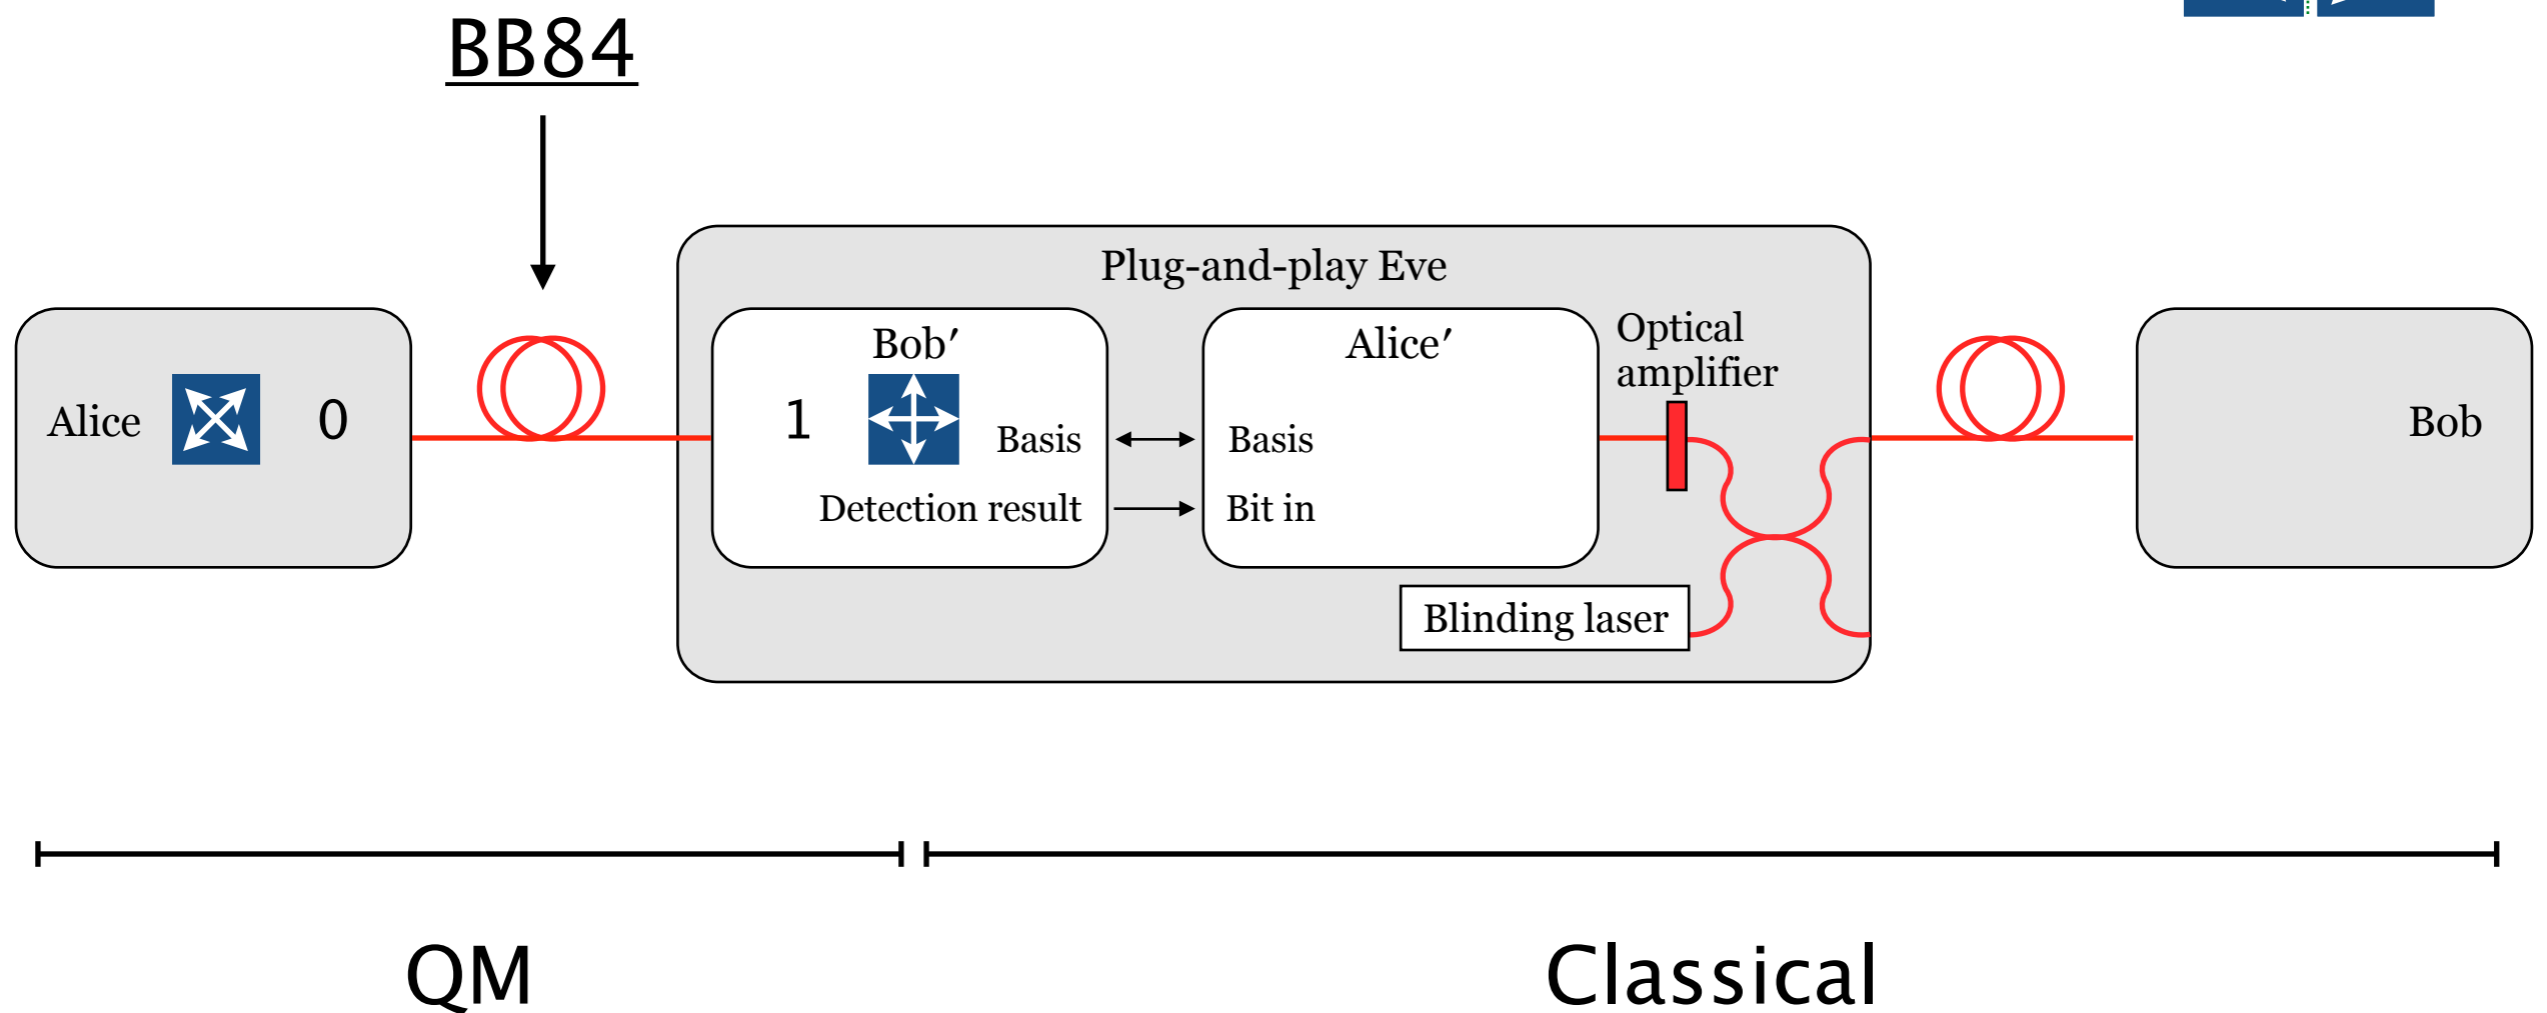 BB84
Plug-and-play Eve
Alice
0
Bob′
1
Basis
Detection result
Alice′
Basis
Bit in
Optical
amplifier
Blinding laser
Bob
QM
Classical